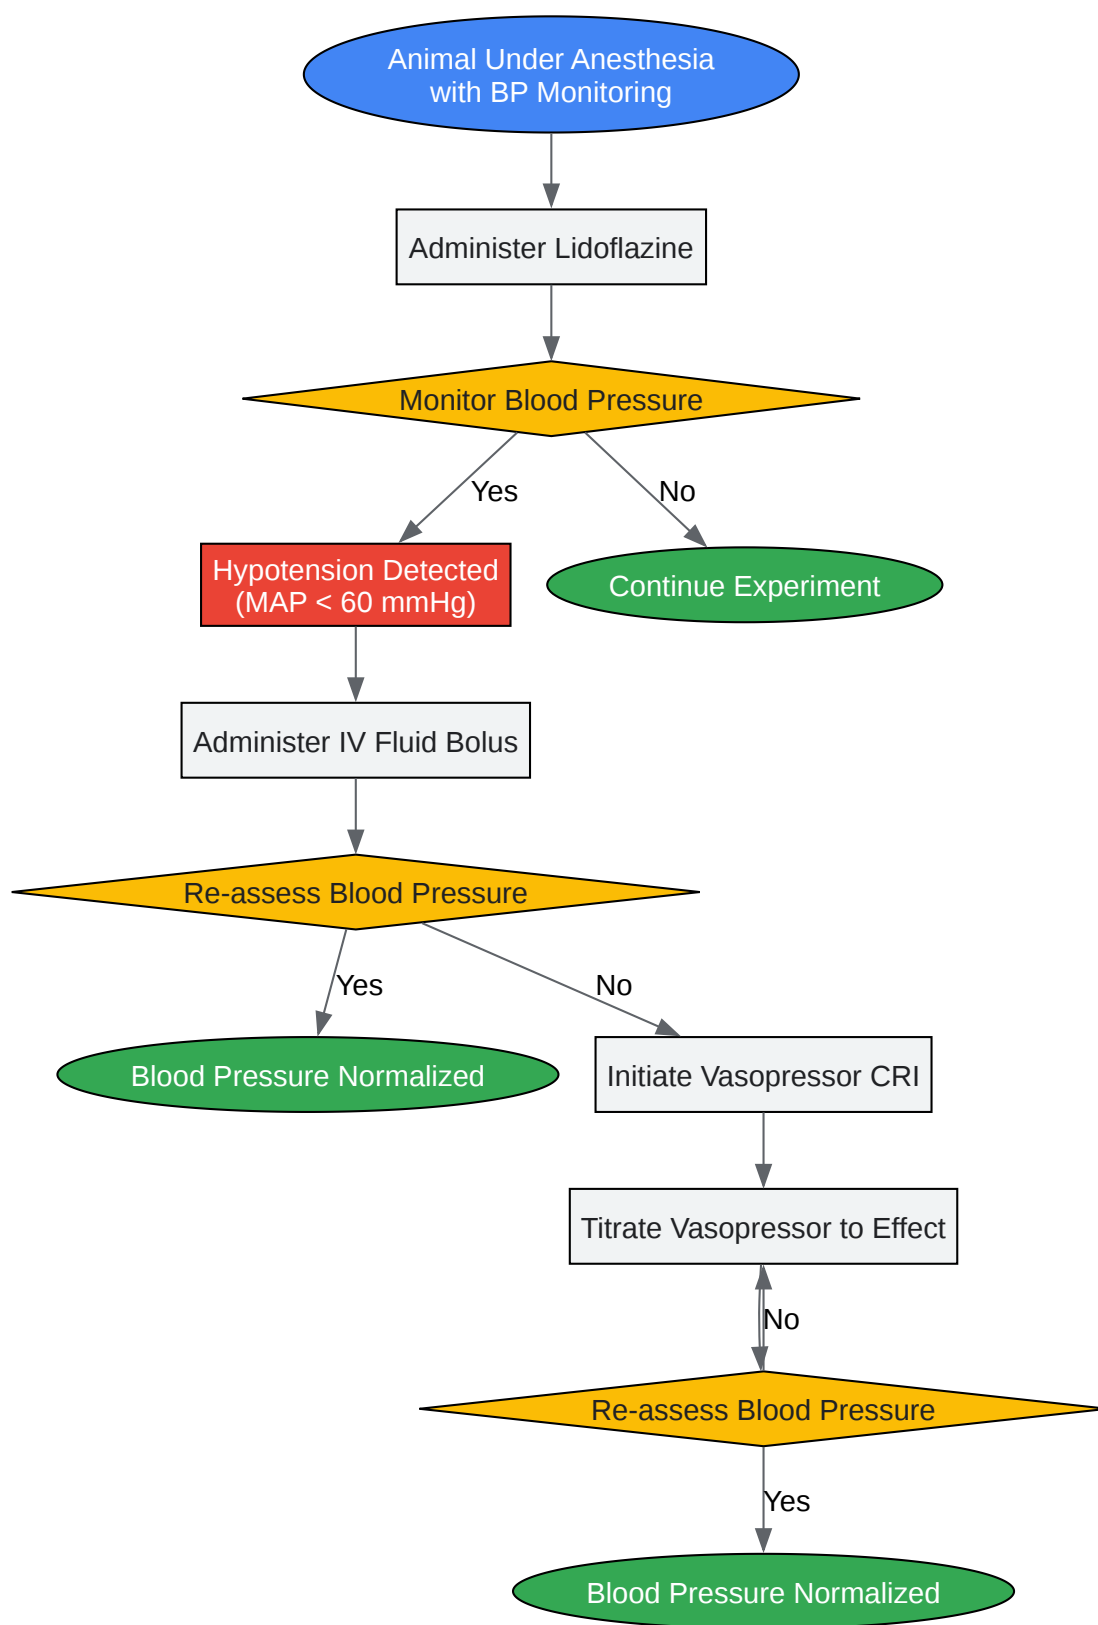 Animal Under Anesthesia
with BP Monitoring
Administer Lidoflazine
Monitor Blood Pressure
Yes
No
Hypotension Detected
(MAP < 60 mmHg)
Continue Experiment
Administer IV Fluid Bolus
Re-assess Blood Pressure
Yes
No
Blood Pressure Normalized
Initiate Vasopressor CRI
Titrate Vasopressor to Effect
No
Re-assess Blood Pressure
Yes
Blood Pressure Normalized